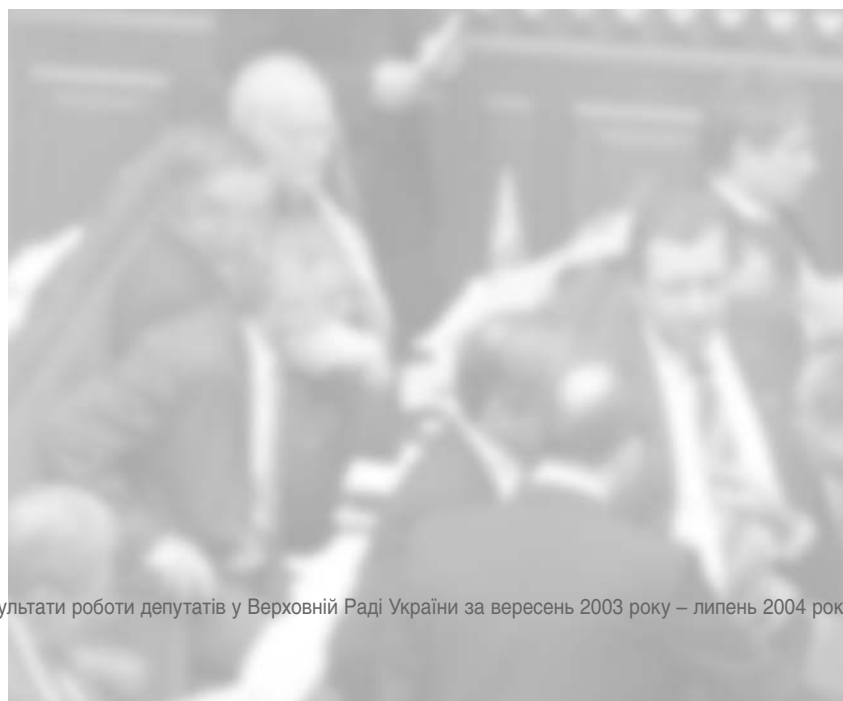 ультати роботи депутатів у Верховній Раді України за вересень 2003 року – липень 2004 рок